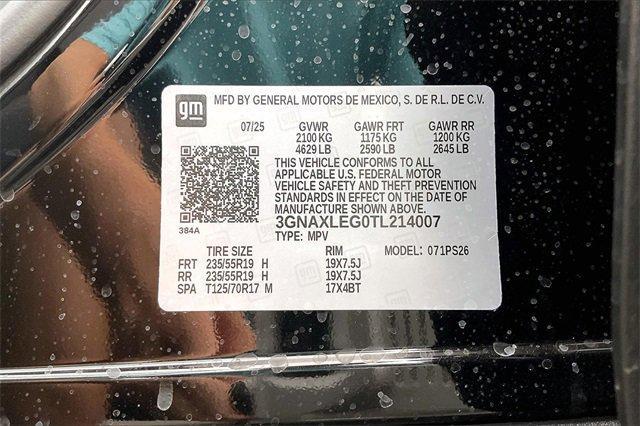 gm
MFD BY GENERAL MOTORS DE MEXICO, S. DE R.L. DE C.V.
07/25 GVWR GAWR FRT GAWR RR
2100 KG 1175 KG 1200 KG
4629 LB 2590 LB 2645 LB
THIS VEHICLE CONFORMS TO ALL
APPLICABLE U.S. FEDERAL MOTOR
VEHICLE SAFETY AND THEFT PREVENTION
STANDARDS IN EFFECT ON THE DATE OF
MANUFACTURE SHOWN ABOVE.
384A 3GNAXLEG0TL214007
TYPE: MPV
TIRE SIZE RIM MODEL: 071PS26
FRT 235/55R19 H 19X7.5J
RR 235/55R19 H 19X7.5J
SPA T125/70R17 M 17X4BT